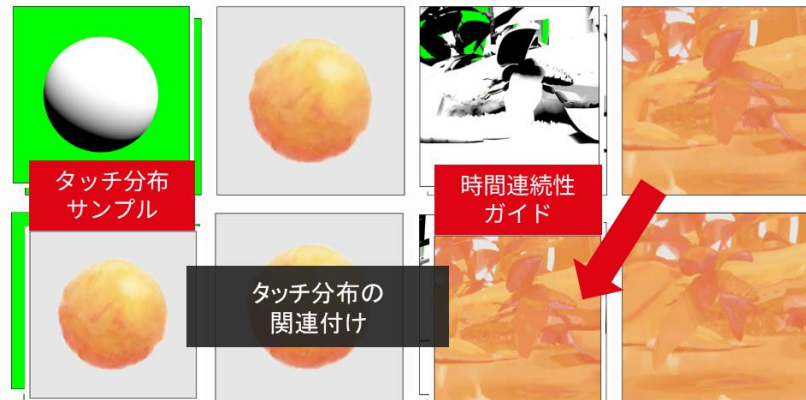 タッチ分布
サンプル
時間連続性
ガイド
タッチ分布の
関連付け